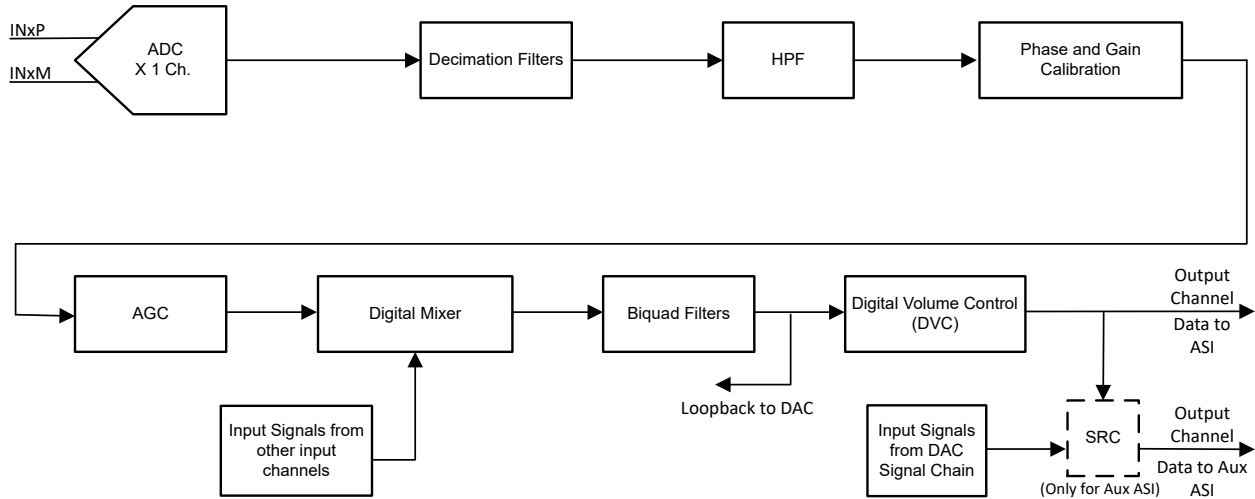 INxP
INxM
ADC
X 1 Ch.
Decimation Filters
HPF
Phase and Gain
Calibration
AGC
Digital Mixer
Biquad Filters
Digital Volume Control
(DVC)
Output
Channel
Data to
ASI
Loopback to DAC
Input Signals from
other input
channels
Input Signals
from DAC
Signal Chain
SRC
(Only for Aux ASI)
Output
Channel
Data to Aux
ASI